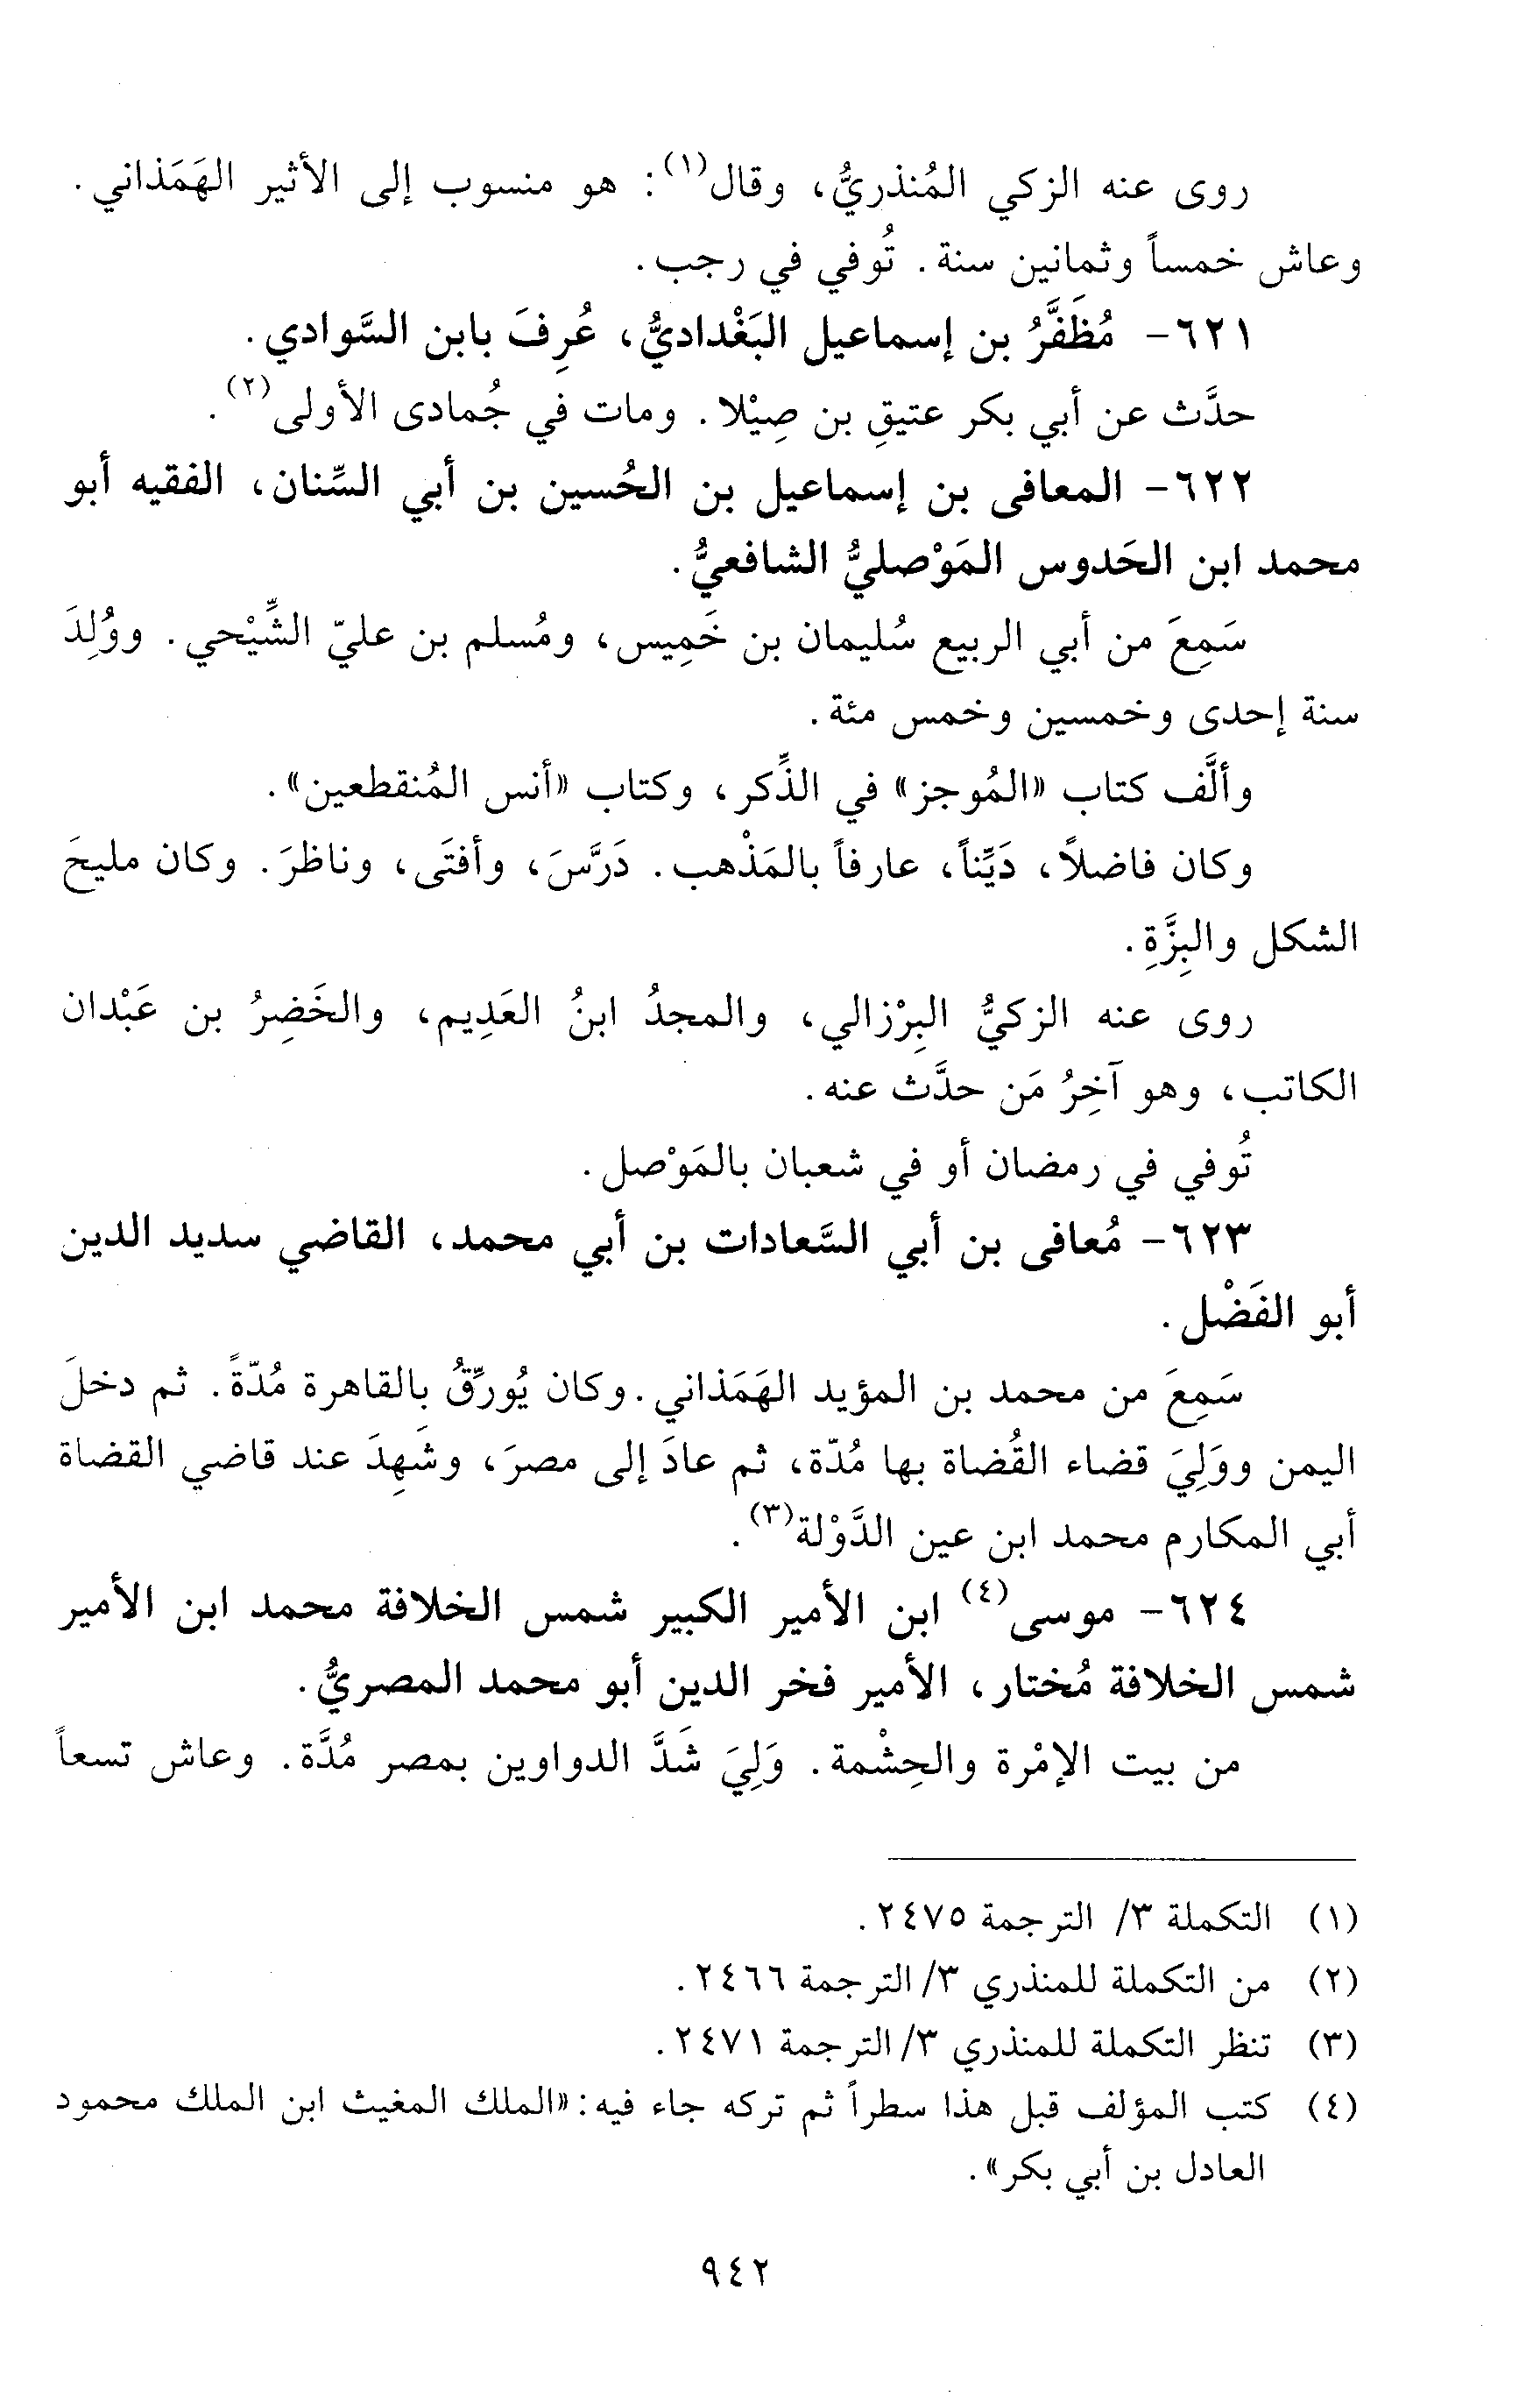 روى عنه الزكي المُنذريُّ، وقال(١): هو منسوب إلى الأثير الهَمَذاني.
وعاش خمساً وثمانين سنة. تُوفي في رجب.
٦٢١- مُظَفَّرُ بن إسماعيل البَغْداديُّ، عُرِفَ بابن السَّوادي.
حدَّث عن أبي بكر عتيقِ بن صِيْلا. ومات في جُمادى الأولى(٢).
٦٢٢- المعافى بن إسماعيل بن الحُسين بن أبي السِّنان، الفقيه أبو
محمد ابن الحَدوس المَوْصليُّ الشافعيُّ.
سَمِعَ من أبي الربيع سُليمان بن خَمِيس، ومُسلم بن عليّ الشِّيْحي. ووُلِدَ
سنة إحدى وخمسين وخمس مئة.
وألَّف كتاب «المُوجز» في الذِّكر، وكتاب «أنس المُنقطعين».
وكان فاضلاً، دَيِّناً، عارفاً بالمَذْهب. دَرَّسَ، وأفتَى، وناظرَ. وكان مليحَ
الشكل والبِزَّةِ.
روى عنه الزكيُّ البِرْزالي، والمجدُ ابنُ العَدِيم، والخَضِرُ بن عَبْدان
الكاتب، وهو آخِرُ مَن حدَّث عنه.
تُوفي في رمضان أو في شعبان بالمَوْصل.
٦٢٣- مُعافى بن أبي السَّعادات بن أبي محمد، القاضي سديد الدين
أبو الفَضْل.
سَمِعَ من محمد بن المؤيد الهَمَذاني. وكان يُورِّقُ بالقاهرة مُدّةً. ثم دخلَ
اليمن ووَلِيَ قضاء القُضاة بها مُدّة، ثم عادَ إلى مصرَ، وشَهِدَ عند قاضي القضاة
أبي المكارم محمد ابن عين الدَّوْلة(٣).
٦٢٤- موسى(٤) ابن الأمير الكبير شمس الخلافة محمد ابن الأمير
شمس الخلافة مُختار، الأمير فخر الدين أبو محمد المصريُّ.
من بيت الإمْرة والحِشْمة. وَلِيَ شَدَّ الدواوين بمصر مُدَّة. وعاش تسعاً
(١) التكملة ٣/ الترجمة ٢٤٧٥.
(٢) من التكملة للمنذري ٣/ الترجمة ٢٤٦٦.
(٣) تنظر التكملة للمنذري ٣/ الترجمة ٢٤٧١.
(٤) كتب المؤلف قبل هذا سطراً ثم تركه جاء فيه: «الملك المغيث ابن الملك محمود
العادل بن أبي بكر».
٩٤٢